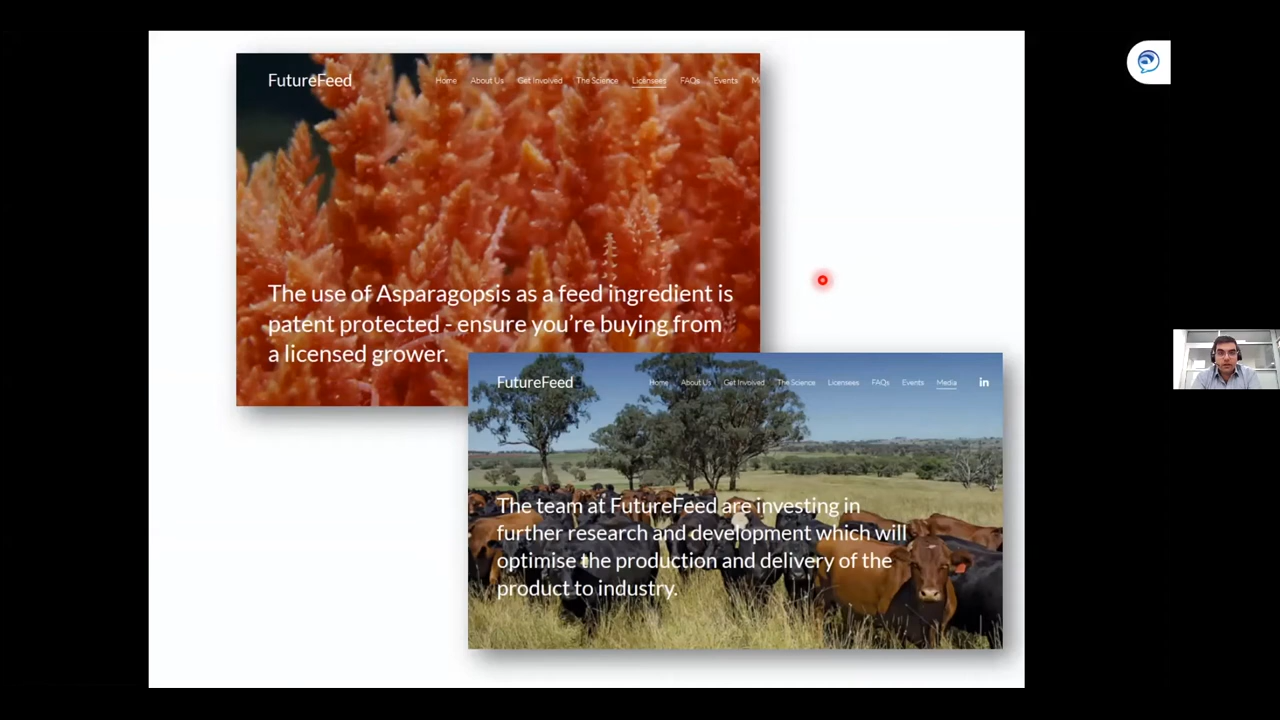 FutureFeed
Home About Us Get Involved The Science Licensees FAQs Events M
The use of Asparagopsis as a feed ingredient is
patent protected - ensure you're buying from
a licensed grower.
FutureFeed
Home About Us Get Involved The Science Licensees FAQs Events Media in
The team at FutureFeed are investing in
further research and development which will
optimise the production and delivery of the
product to industry.